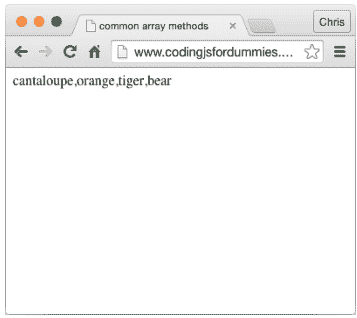 common array methods
Chris
www.codingjsfordummies....
cantaloupe,orange,tiger,bear